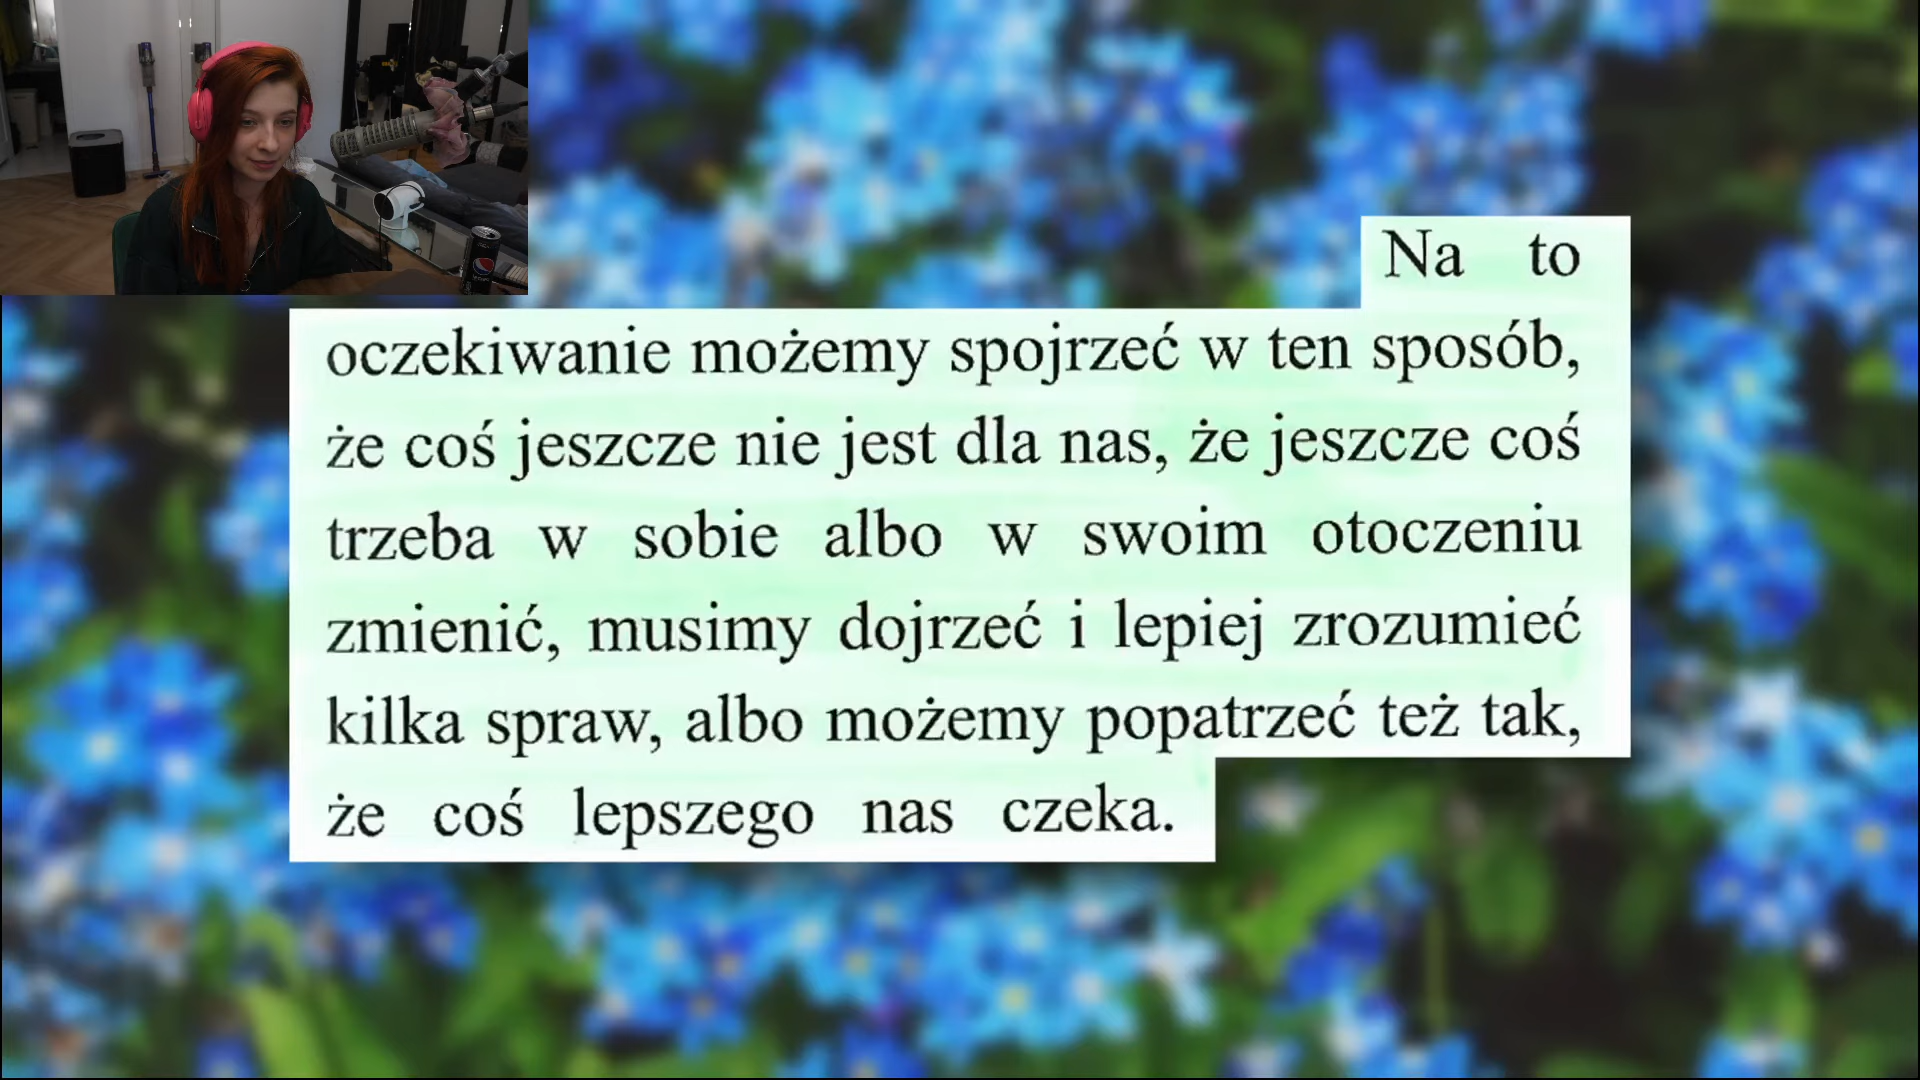 Na to
oczekiwanie możemy spojrzeć w ten sposób,
że coś jeszcze nie jest dla nas, że jeszcze coś
trzeba w sobie albo w swoim otoczeniu
zmienić, musimy dojrzeć i lepiej zrozumieć
kilka spraw, albo możemy popatrzeć też tak,
że coś lepszego nas czeka.